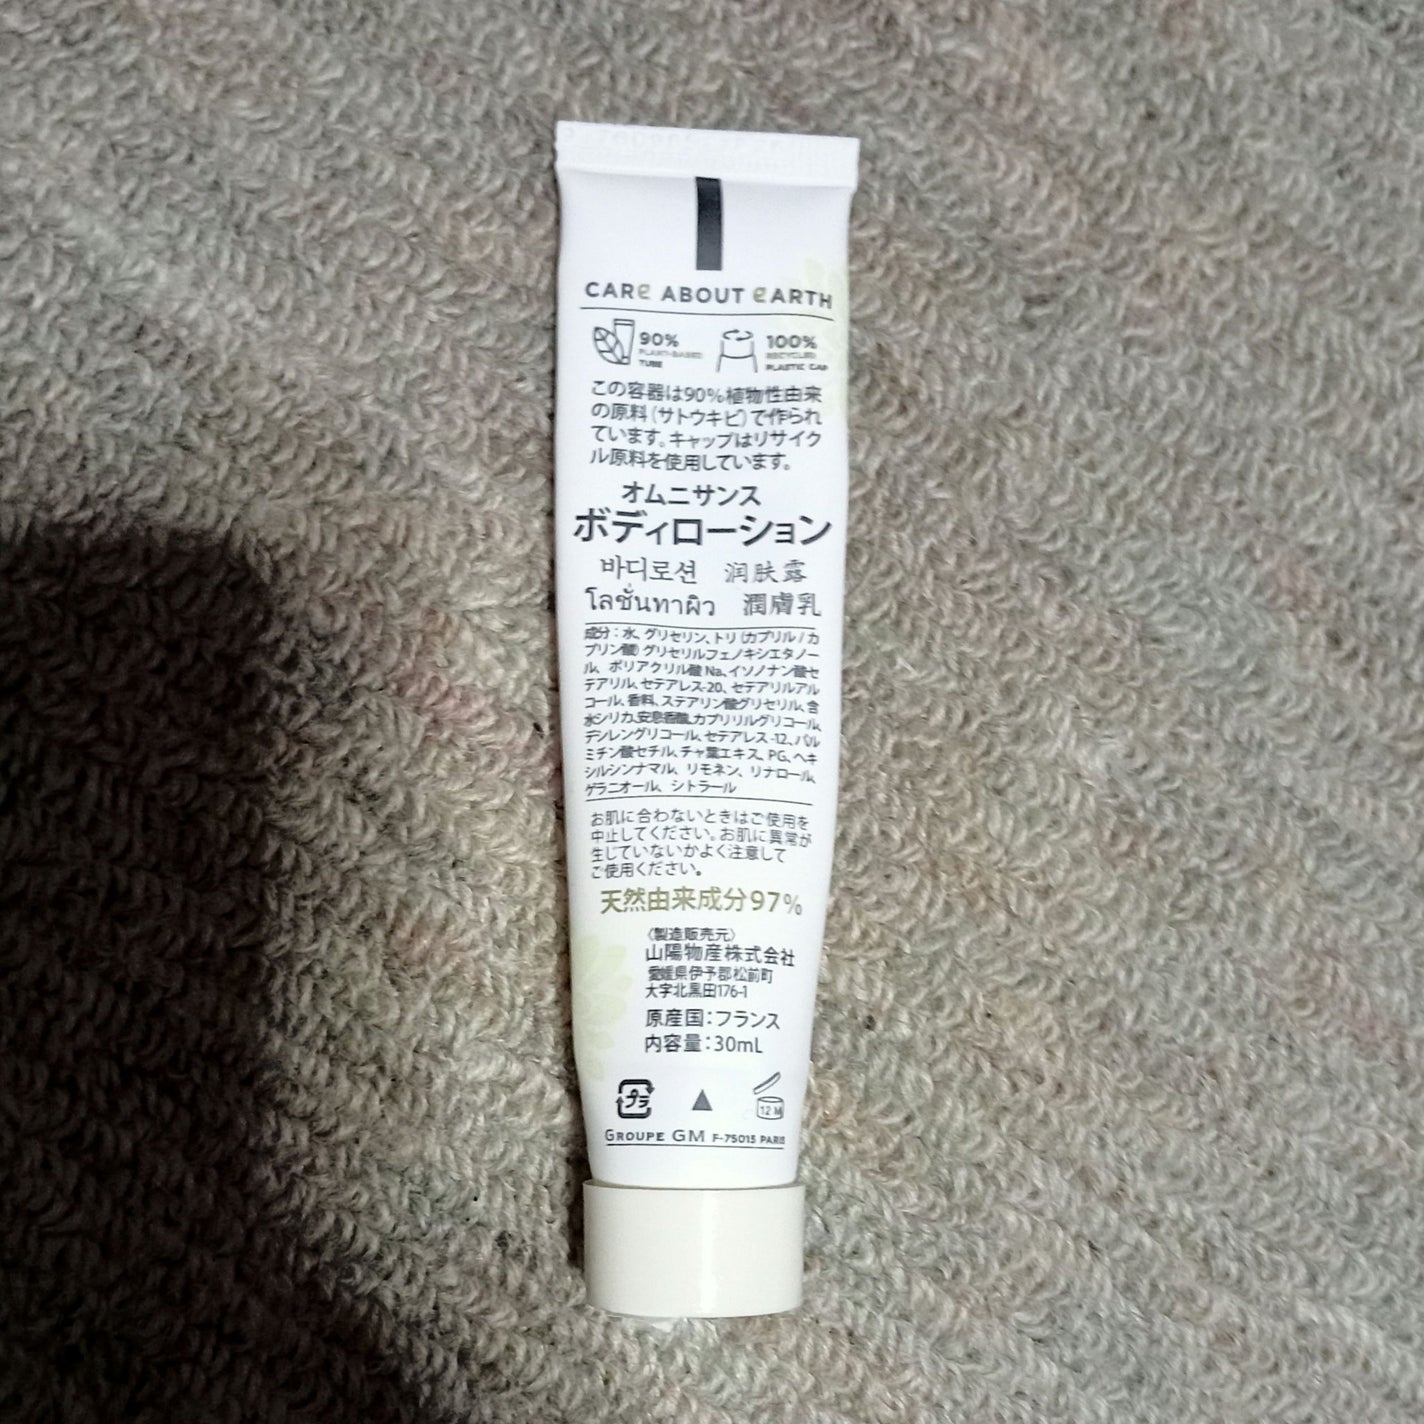 CARe ABOUT eARTH
90%
PLANT-BASED
TUBE
100%
RECYCLED
PLASTIC CAP
この容器は90%植物性由来
の原料(サトウキビ)で作られ
ています。キャップはリサイク
ル原料を使用しています。
オムニサンス
ボディローション
바디로션 润肤露
โลชั่นทาผิว 潤膚乳
成分:水、グリセリン、トリ(カプリル/カ
プリン酸)グリセリルフェノキシエタノー
ル、ポリアクリル酸Na、イソノナン酸セ
テアリル、セテアレス-20、セテアリルアル
コール、香料、ステアリン酸グリセリル、含
水シリカ、安息香酸、カプリリルグリコール、
デシレングリコール、セテアレス-12、パル
ミチン酸セチル、チャ葉エキス、PG、ヘキ
シルシンナマル、リモネン、リナロール、
ゲラニオール、シトラール
お肌に合わないときはご使用を
中止してください。お肌に異常が
生じていないかよく注意して
ご使用ください。
天然由来成分97%
〈製造販売元〉
山陽物産株式会社
愛媛県伊予郡松前町
大字北黒田176-1
原産国:フランス
内容量:30mL
プラ
12 M
GROUPE GM F-75015 PARIS